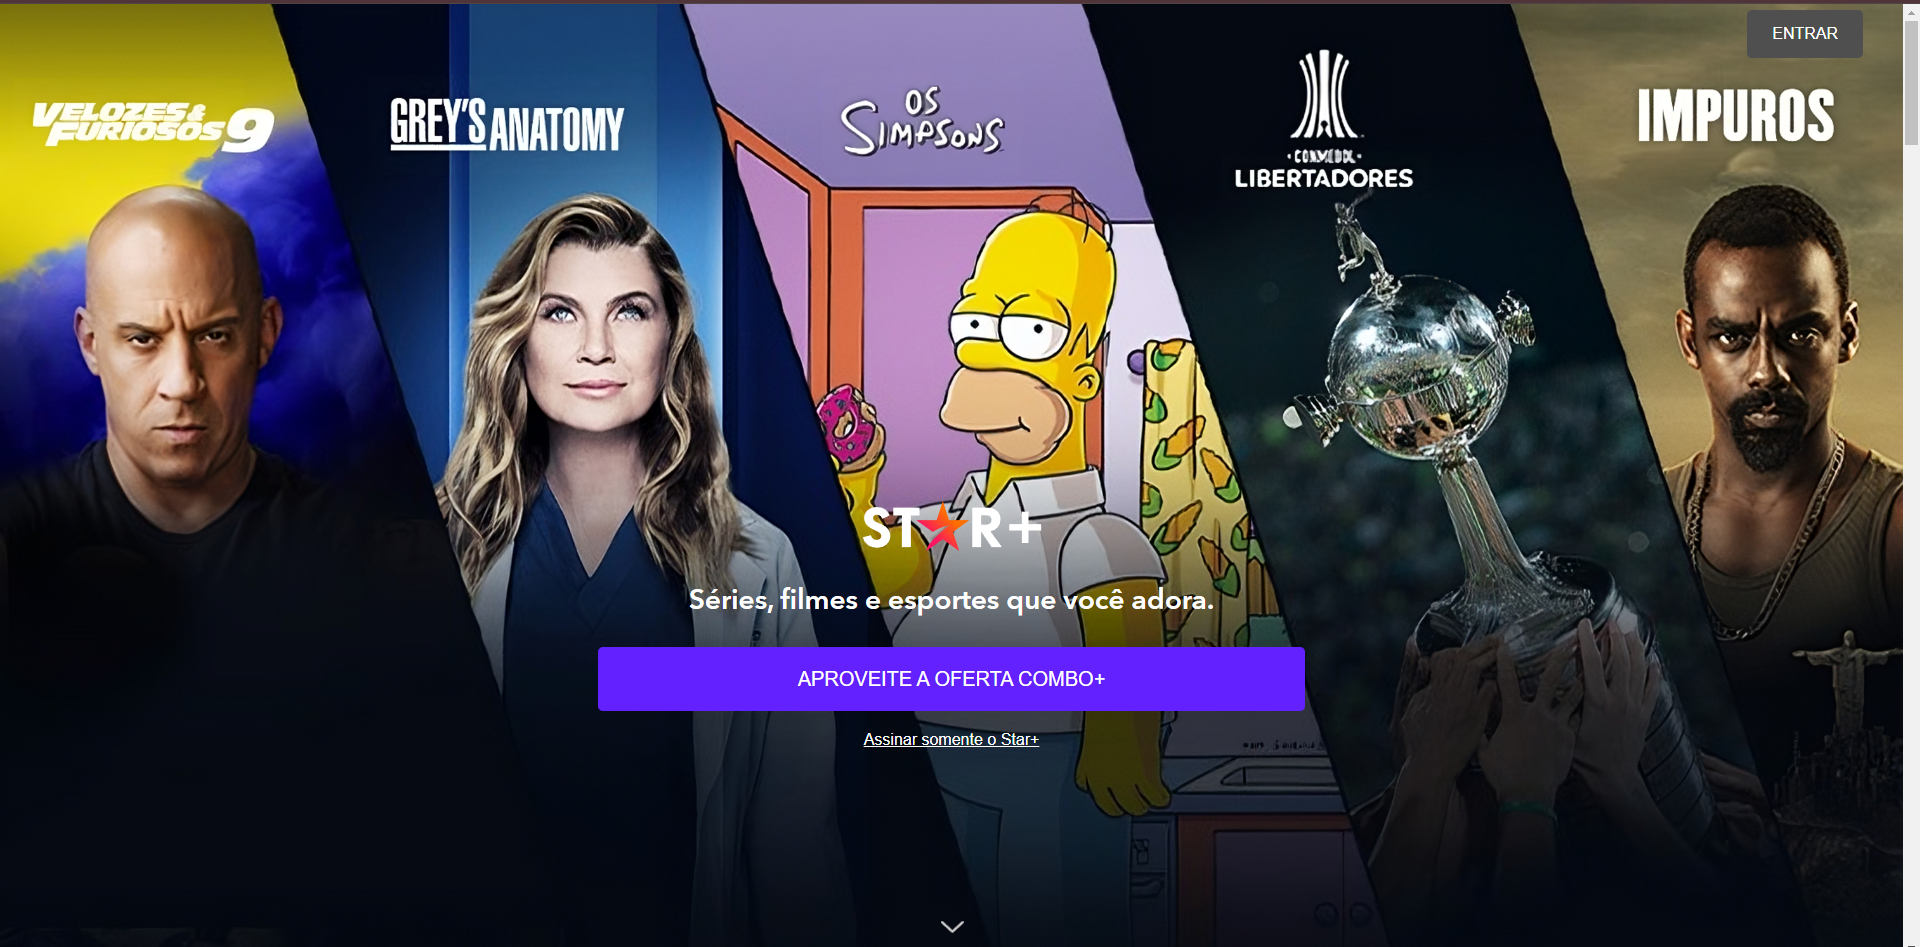 ENTRAR
VELOZES &
FURIOSOS 9
GREY'S ANATOMY
OS
SIMPSONS
CONMEBOL
LIBERTADORES
IMPUROS
STAR+
Séries, filmes e esportes que você adora.
APROVEITE A OFERTA COMBO+
Assinar somente o Star+